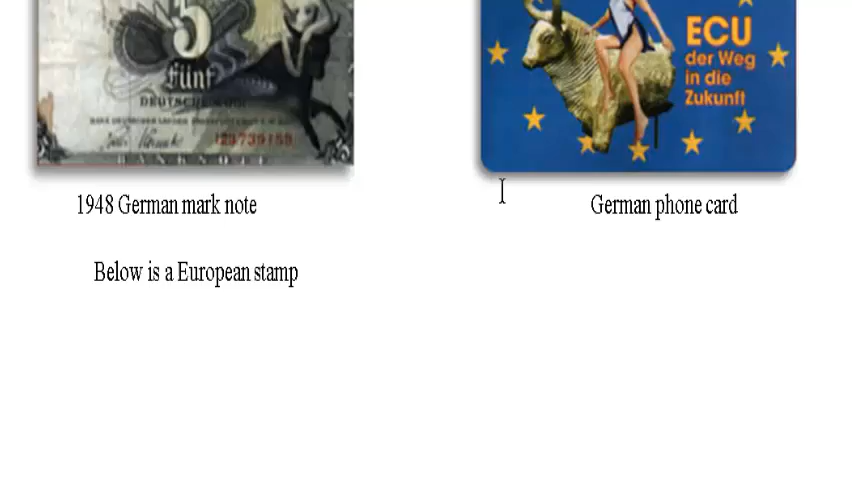 5
Fünf
DEUTSCHE MARK
BANKNOTE
ECU
der Weg
in die
Zukunft
1948 German mark note
German phone card
Below is a European stamp